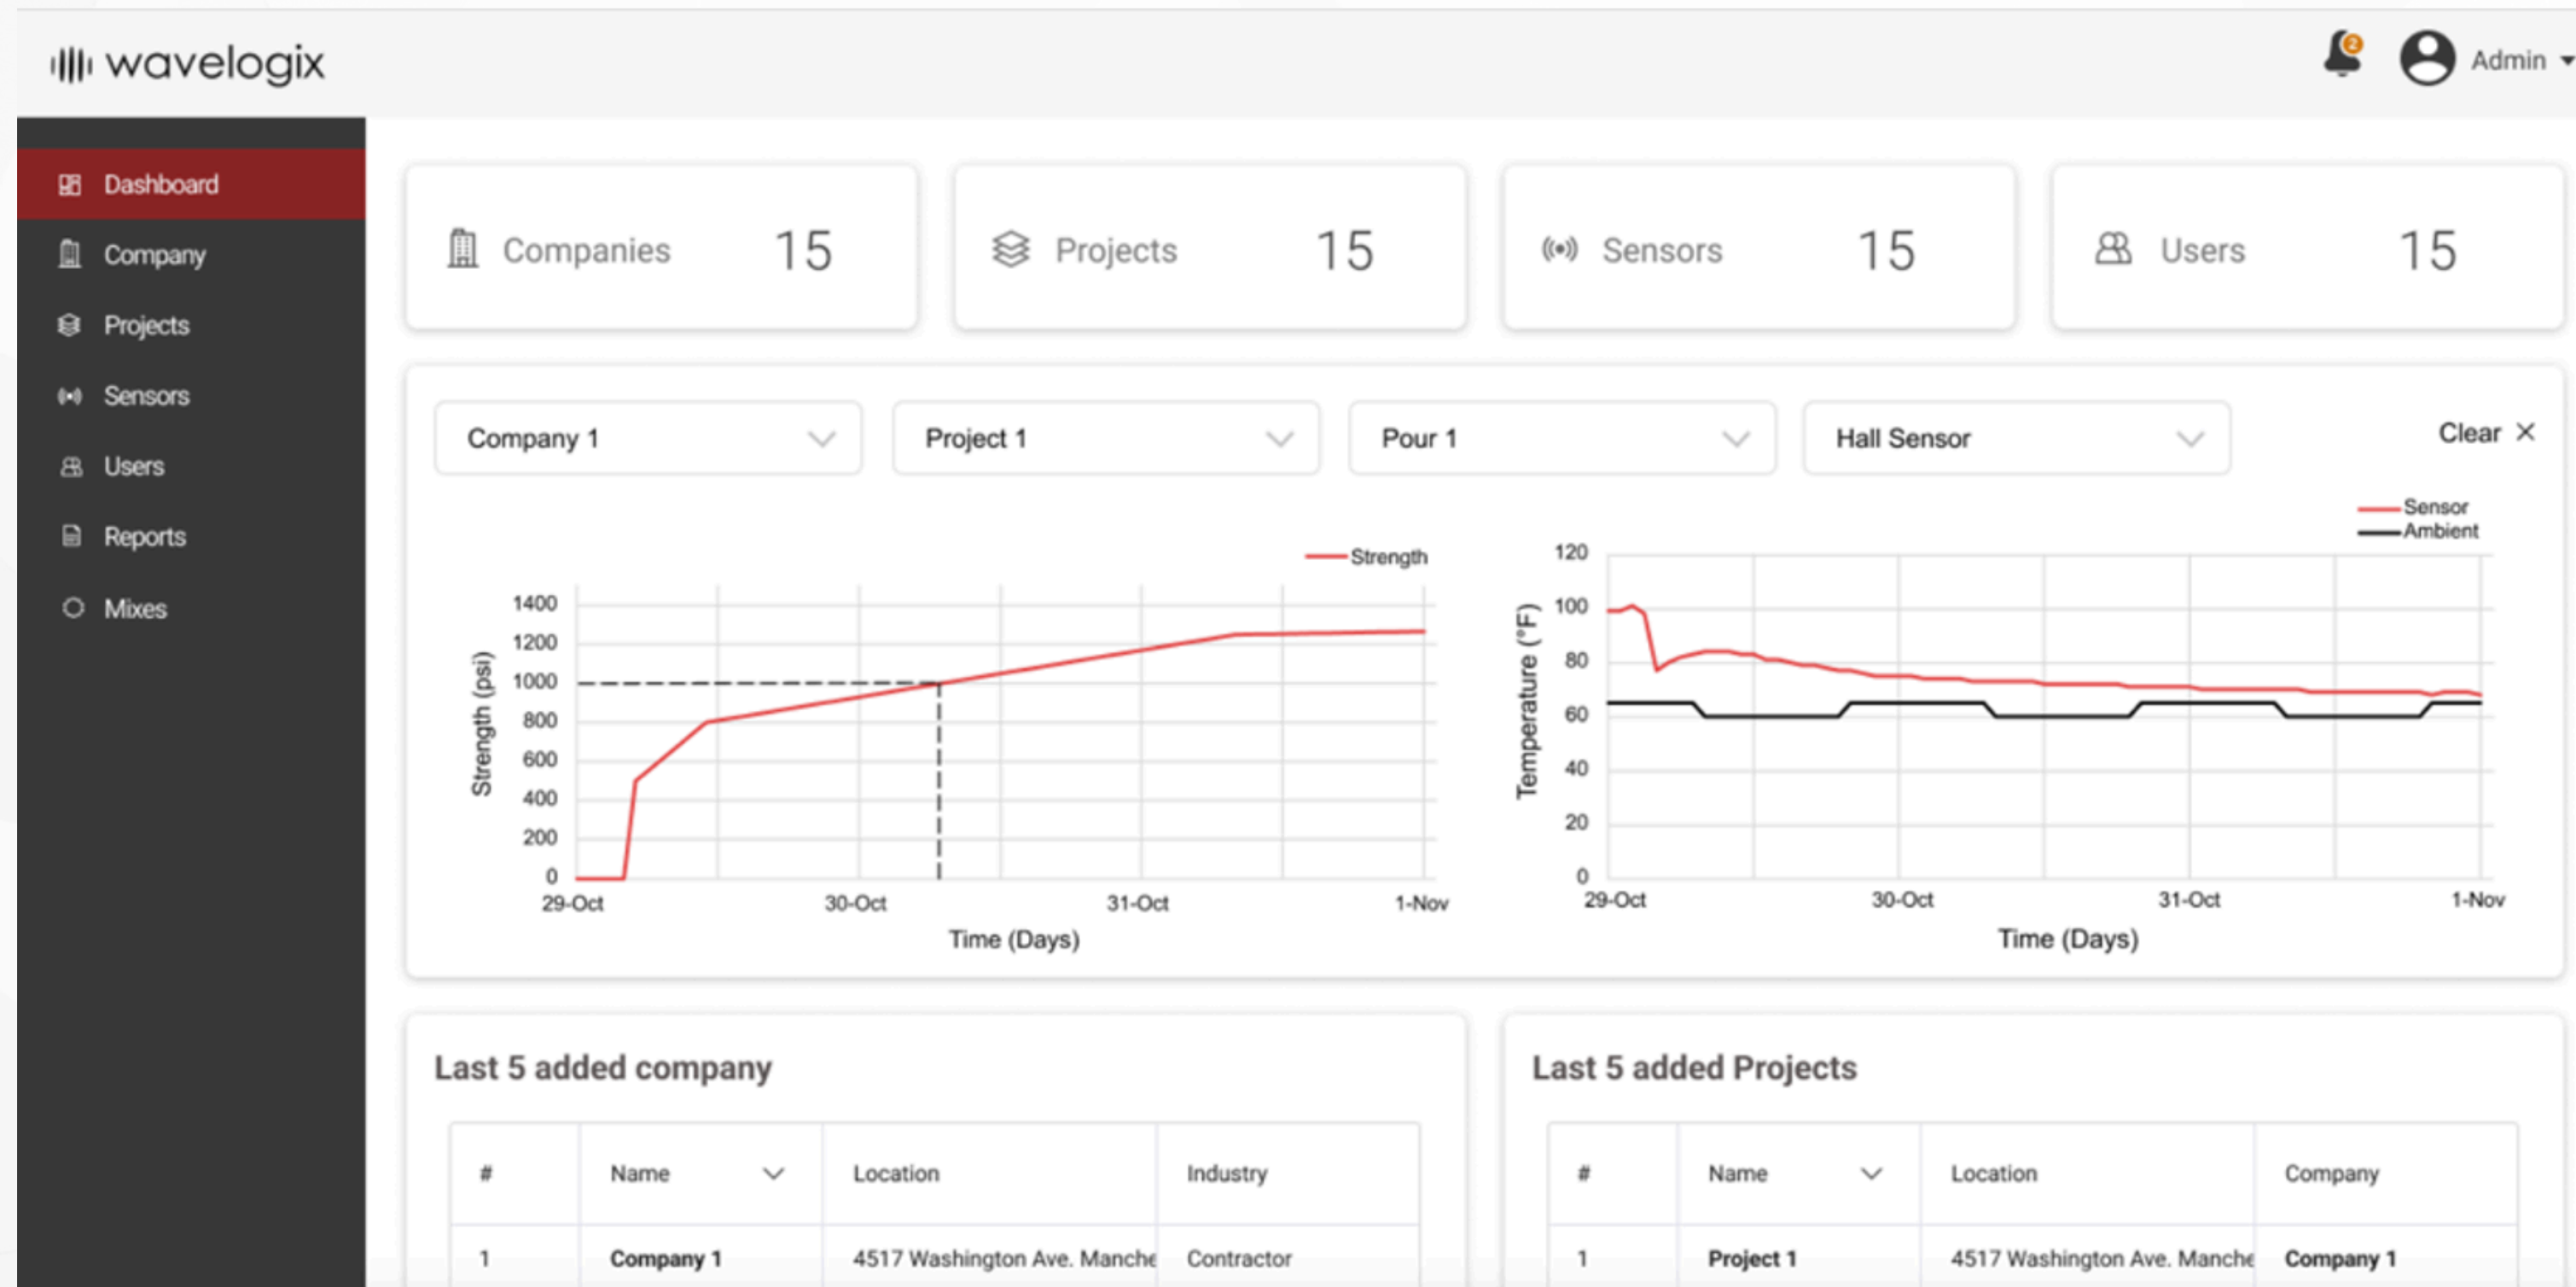 wavelogix
2
Admin
Dashboard
Company
Projects
Sensors
Users
Reports
Mixes
Companies 15
Projects 15
Sensors 15
Users 15
Company 1
Project 1
Pour 1
Hall Sensor
Clear
Strength
1400
1200
1000
800
600
400
200
0
Strength (psi)
29-Oct 30-Oct 31-Oct 1-Nov
Time (Days)
Sensor
Ambient
120
100
80
60
40
20
0
Temperature (°F)
29-Oct 30-Oct 31-Oct 1-Nov
Time (Days)
Last 5 added company
# Name Location Industry
1 Company 1 4517 Washington Ave. Manche Contractor
Last 5 added Projects
# Name Location Company
1 Project 1 4517 Washington Ave. Manche Company 1